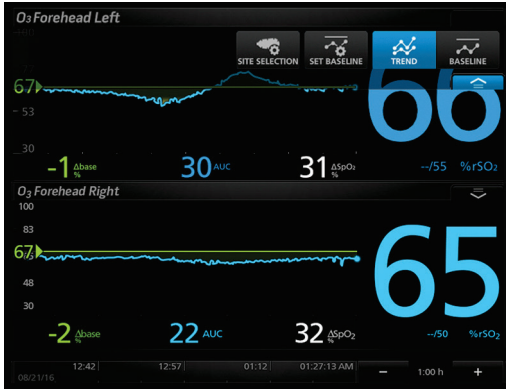 O3 Forehead Left
SITE SELECTION SET BASELINE TREND BASELINE
67
53
30
66
-1 Δbase % 30 AUC 31 ΔSpO2 % --/55 %rSO2
O3 Forehead Right
100
83
67
48
30
65
-2 Δbase % 22 AUC 32 ΔSpO2 % --/50 %rSO2
12:42 12:57 01:12 01:27:13 AM − 1:00 h +
08/21/16